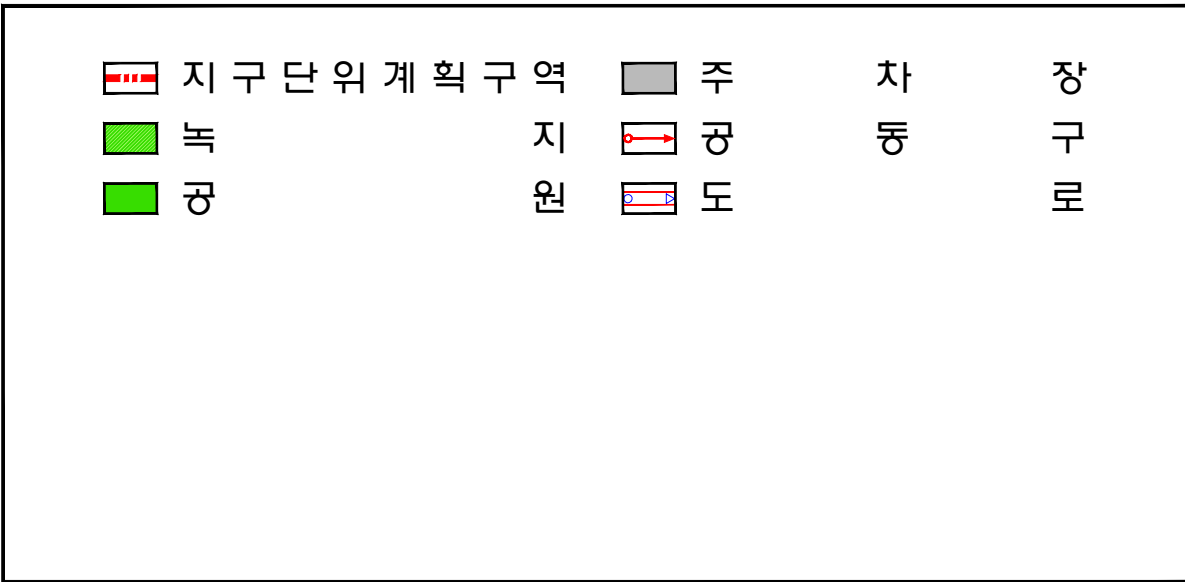 지구단위계획구역 주차장
녹지 공동구
공원 도로